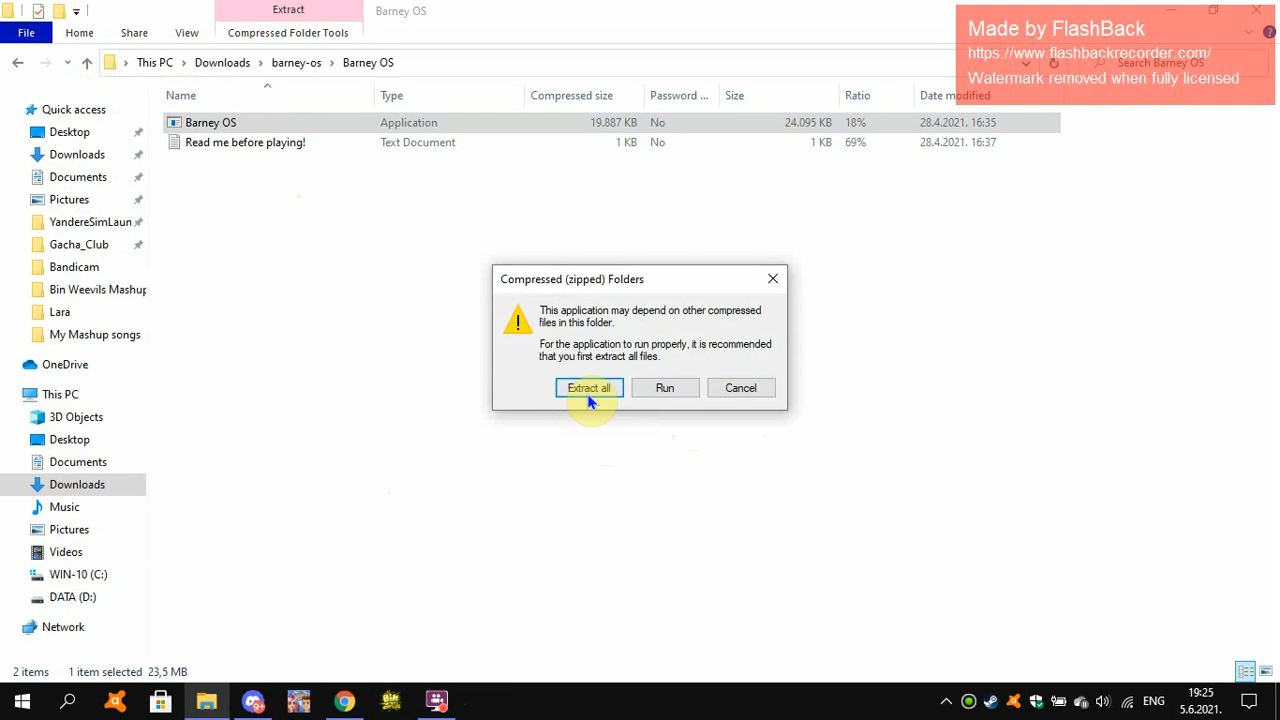 Extract
Barney OS
File
Home
Share
View
Compressed Folder Tools
Made by FlashBack
https://www.flashbackrecorder.com/
Watermark removed when fully licensed
This PC
Downloads
barney-os
Barney OS
Search Barney OS
Name
Type
Compressed size
Password ...
Size
Ratio
Date modified
Barney OS
Application
19.887 KB
No
24.095 KB
18%
28.4.2021. 16:35
Read me before playing!
Text Document
1 KB
No
1 KB
69%
28.4.2021. 16:37
Quick access
Desktop
Downloads
Documents
Pictures
YandereSimLaun
Gacha_Club
Bandicam
Bin Weevils Mashup
Lara
My Mashup songs
OneDrive
This PC
3D Objects
Desktop
Documents
Downloads
Music
Pictures
Videos
WIN-10 (C:)
DATA (D:)
Network
Compressed (zipped) Folders
This application may depend on other compressed
files in this folder.
For the application to run properly, it is recommended
that you first extract all files.
Extract all
Run
Cancel
2 items
1 item selected 23,5 MB
ENG
19:25
5.6.2021.